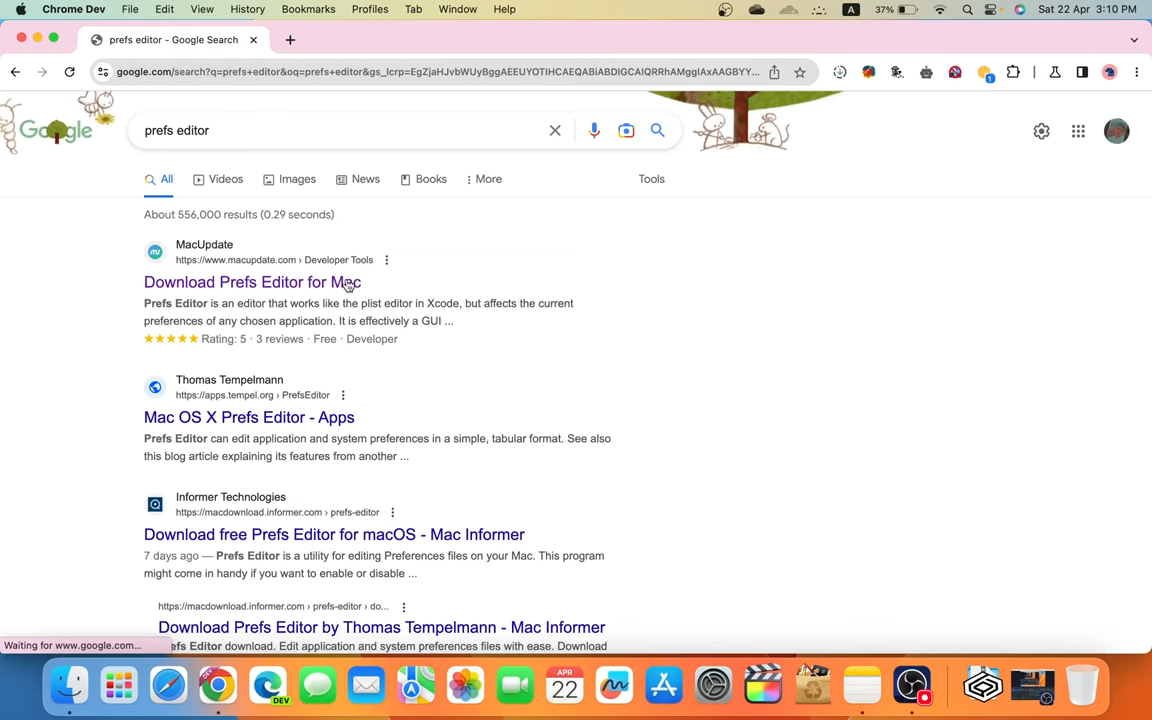 Chrome Dev File Edit View History Bookmarks Profiles Tab Window Help A 37% Sat 22 Apr 3:10 PM
prefs editor - Google Search
google.com/search?q=prefs+editor&oq=prefs+editor&gs_lcrp=EgZjaHJvbWUyBggAEEUYOTIHCAEQABiABDIGCAIQRRhAMggIAxAAGBYY...
1
Google
prefs editor
All Videos Images News Books More Tools
About 556,000 results (0.29 seconds)
MacUpdate
https://www.macupdate.com › Developer Tools
Download Prefs Editor for Mac
Prefs Editor is an editor that works like the plist editor in Xcode, but affects the current
preferences of any chosen application. It is effectively a GUI ...
Rating: 5 · 3 reviews · Free · Developer
Thomas Tempelmann
https://apps.tempel.org › PrefsEditor
Mac OS X Prefs Editor - Apps
Prefs Editor can edit application and system preferences in a simple, tabular format. See also
this blog article explaining its features from another ...
Informer Technologies
https://macdownload.informer.com › prefs-editor
Download free Prefs Editor for macOS - Mac Informer
7 days ago — Prefs Editor is a utility for editing Preferences files on your Mac. This program
might come in handy if you want to enable or disable ...
https://macdownload.informer.com › prefs-editor › do...
Download Prefs Editor by Thomas Tempelmann - Mac Informer
Waiting for www.google.com...
Editor download. Edit application and system preferences files with ease. Download
DEV
DEV
APR
22